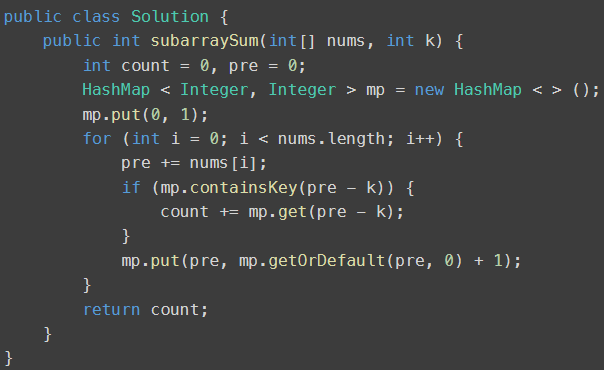 public class Solution {
    public int subarraySum(int[] nums, int k) {
        int count = 0, pre = 0;
        HashMap < Integer, Integer > mp = new HashMap < > ();
        mp.put(0, 1);
        for (int i = 0; i < nums.length; i++) {
            pre += nums[i];
            if (mp.containsKey(pre - k)) {
                count += mp.get(pre - k);
            }
            mp.put(pre, mp.getOrDefault(pre, 0) + 1);
        }
        return count;
    }
}